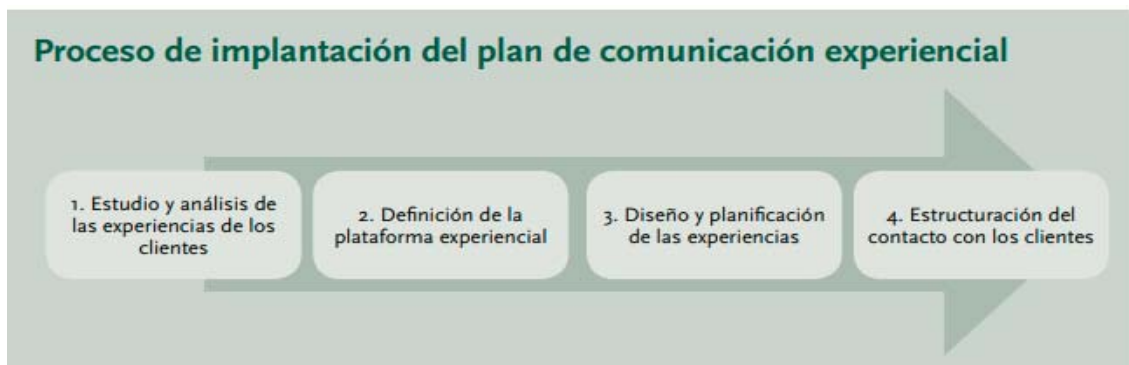 Proceso de implantación del plan de comunicación experiencial
1. Estudio y análisis de
las experiencias de los
clientes
2. Definición de la
plataforma experiencial
3. Diseño y planificación
de las experiencias
4. Estructuración del
contacto con los clientes